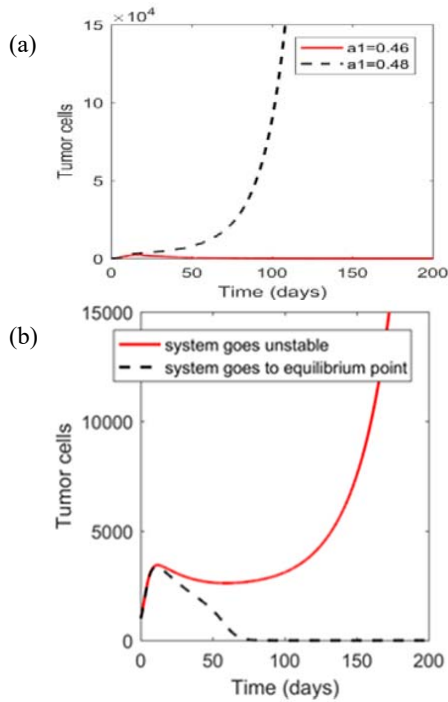 (a)
×10⁴
15
10
5
0
Tumor cells
a1=0.46
a1=0.48
0 50 100 150 200
Time (days)
(b)
15000
10000
5000
0
Tumor cells
system goes unstable
system goes to equilibrium point
0 50 100 150 200
Time (days)